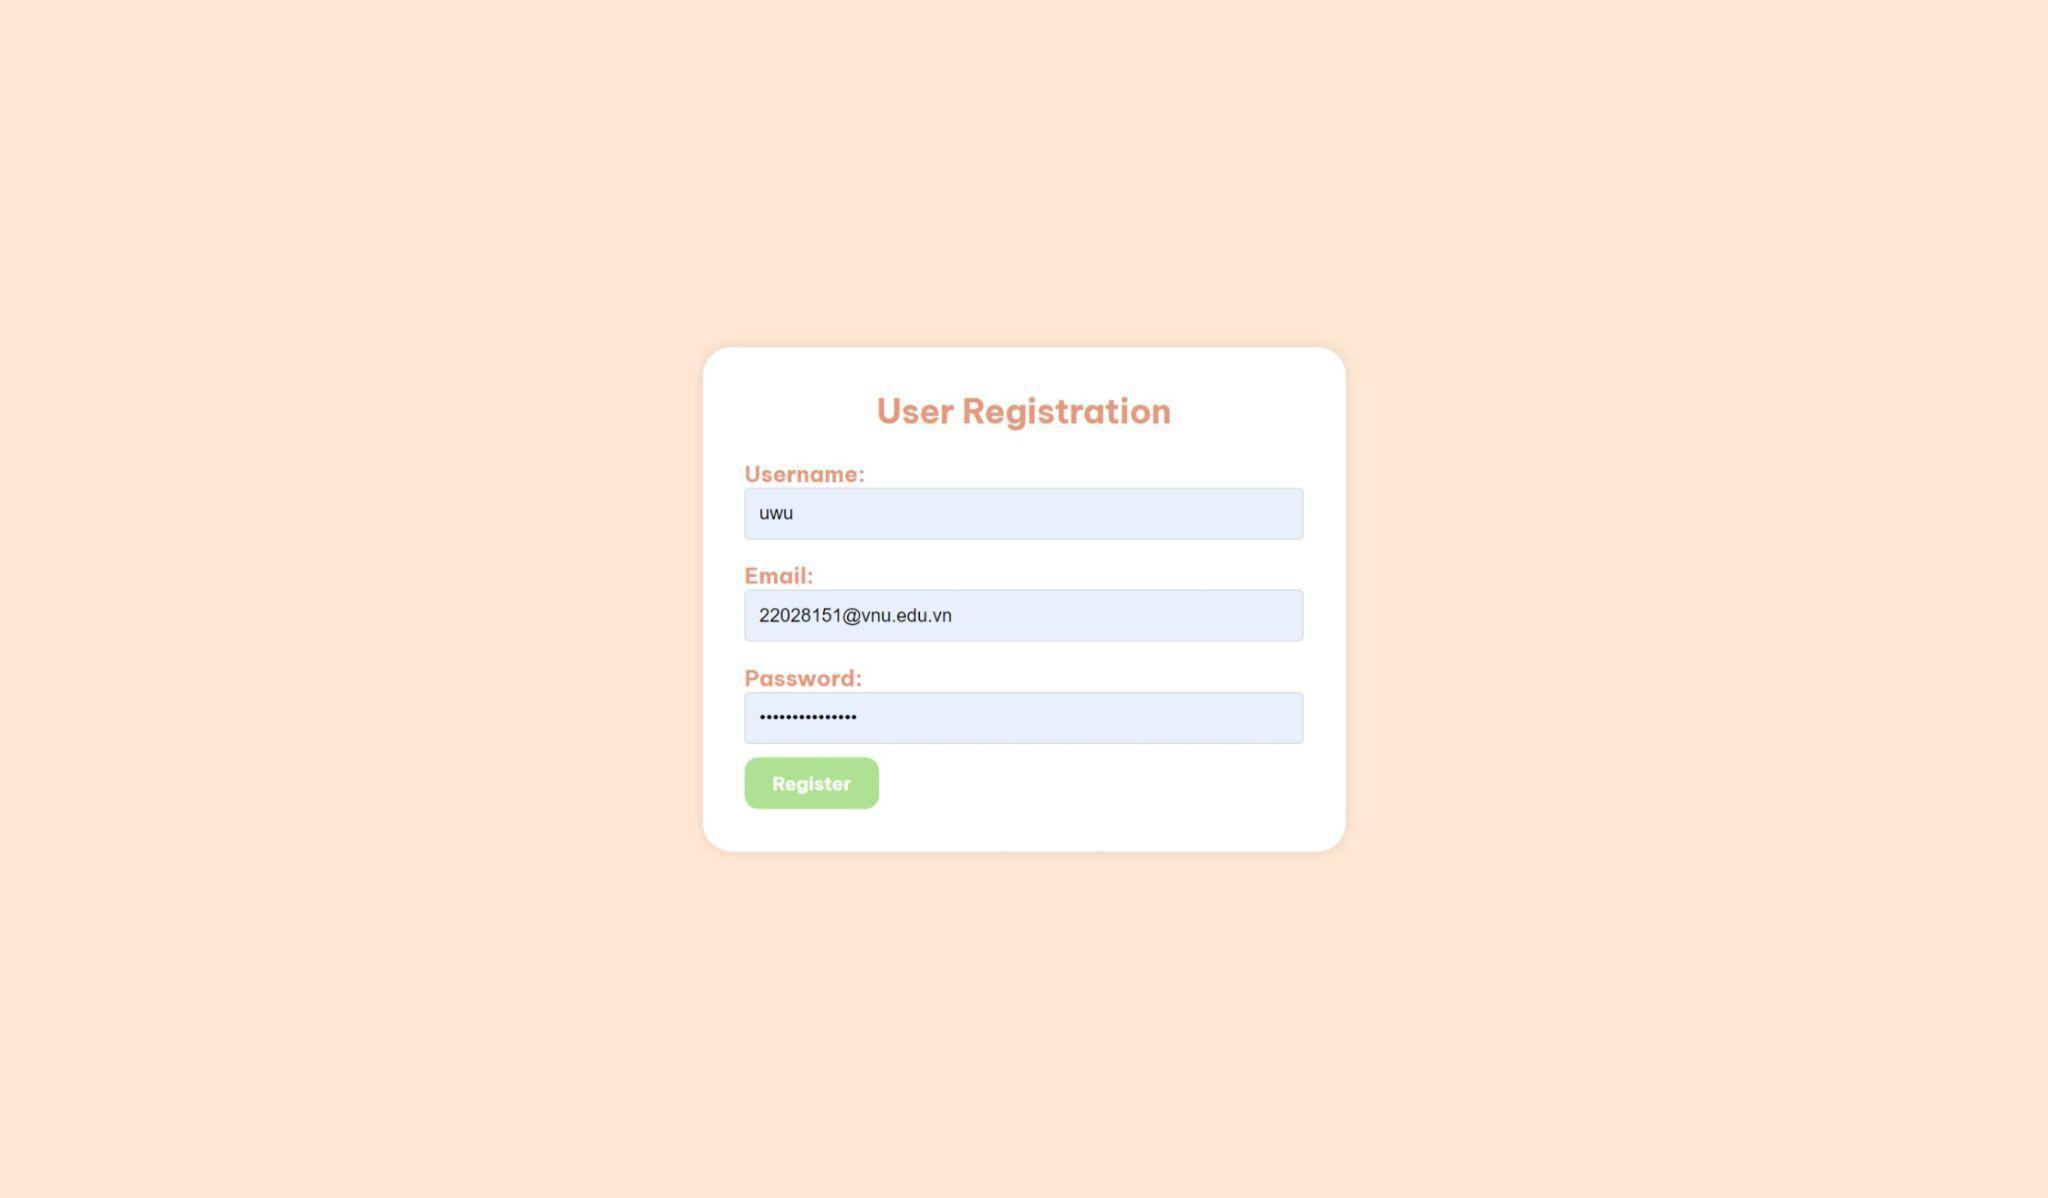 User Registration
Username:
uwu
Email:
22028151@vnu.edu.vn
Password:
•••••••••••••••
Register